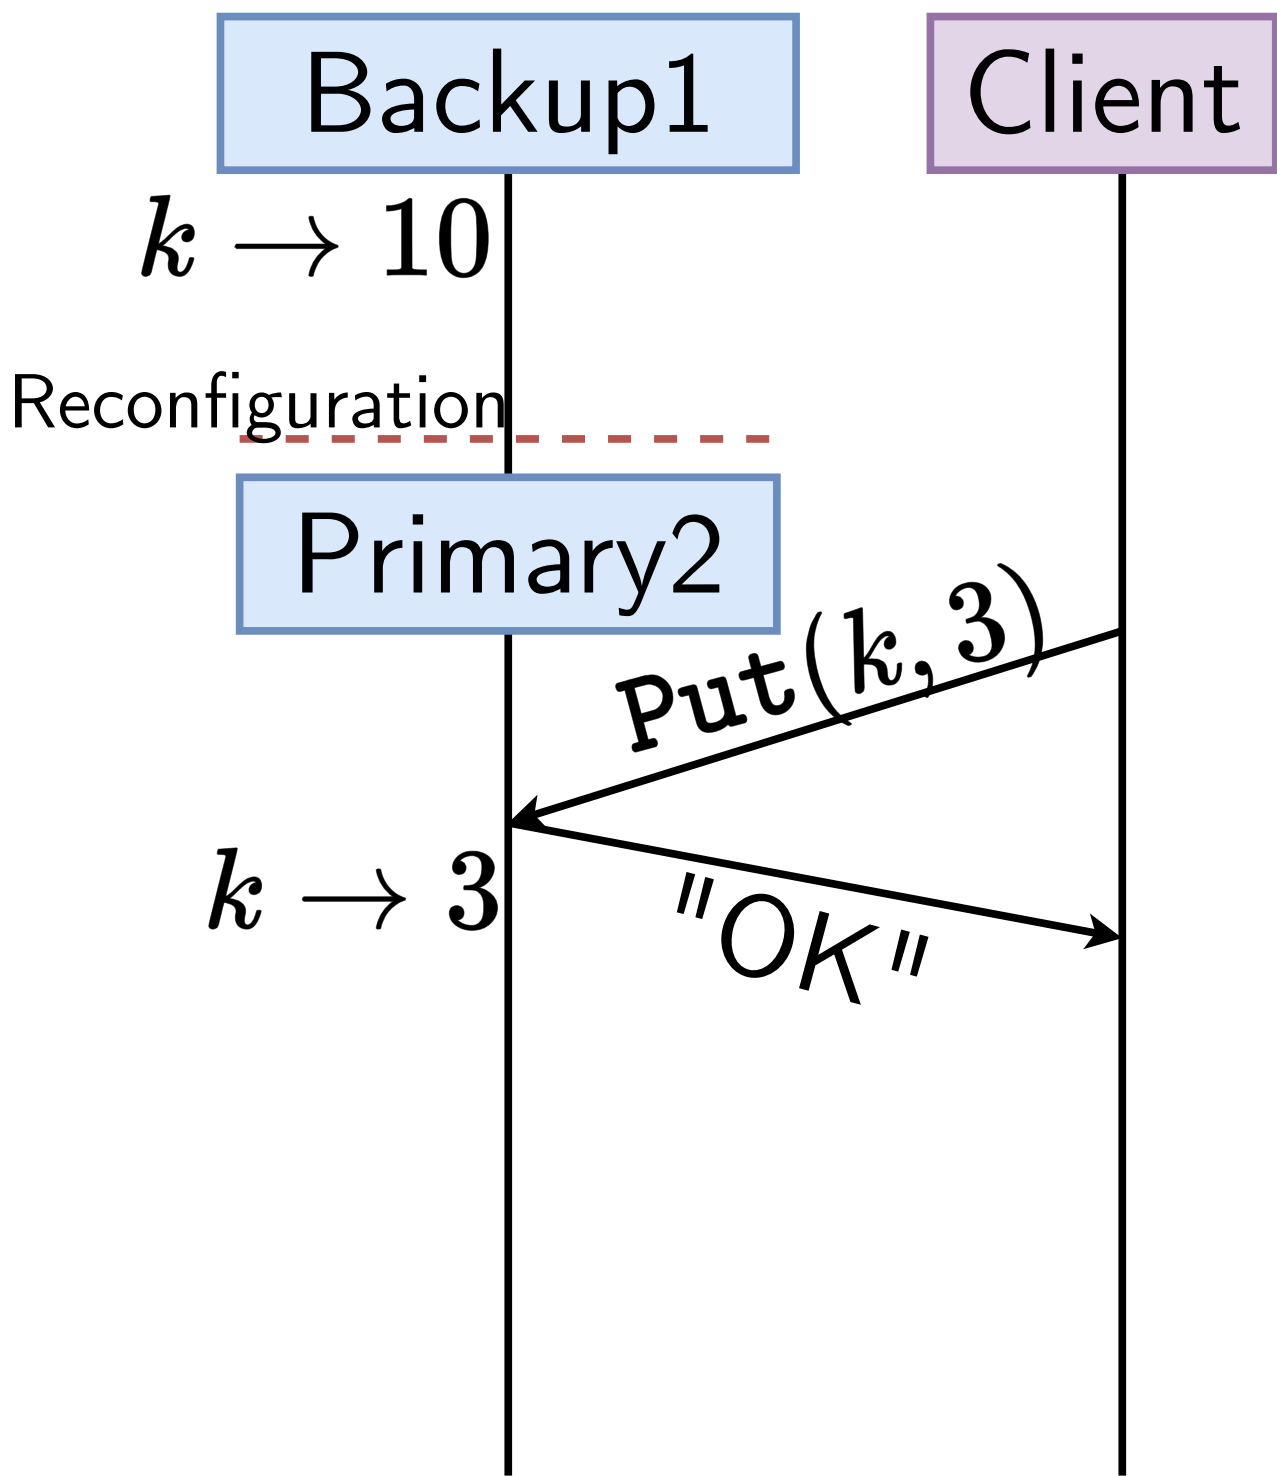 Backup1
Client
k → 10
Reconfiguration
Primary2
Put(k, 3)
k → 3
"OK"